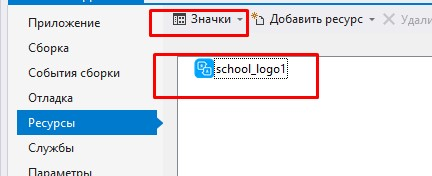 Приложение
Сборка
События сборки
Отладка
Ресурсы
Службы
Параметры
Значки Добавить ресурс
school_logo1